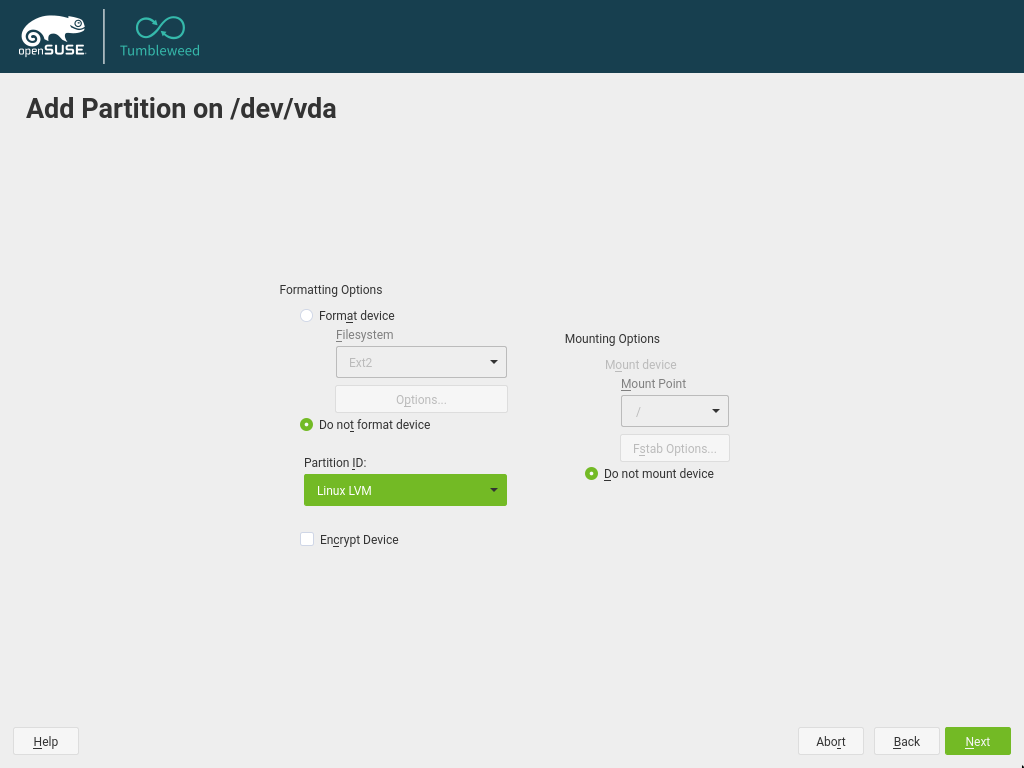 openSUSE
Tumbleweed
Add Partition on /dev/vda
Formatting Options
Format device
Filesystem
Ext2
Options...
Do not format device
Partition ID:
Linux LVM
Encrypt Device
Mounting Options
Mount device
Mount Point
/
Fstab Options...
Do not mount device
Help
Abort
Back
Next